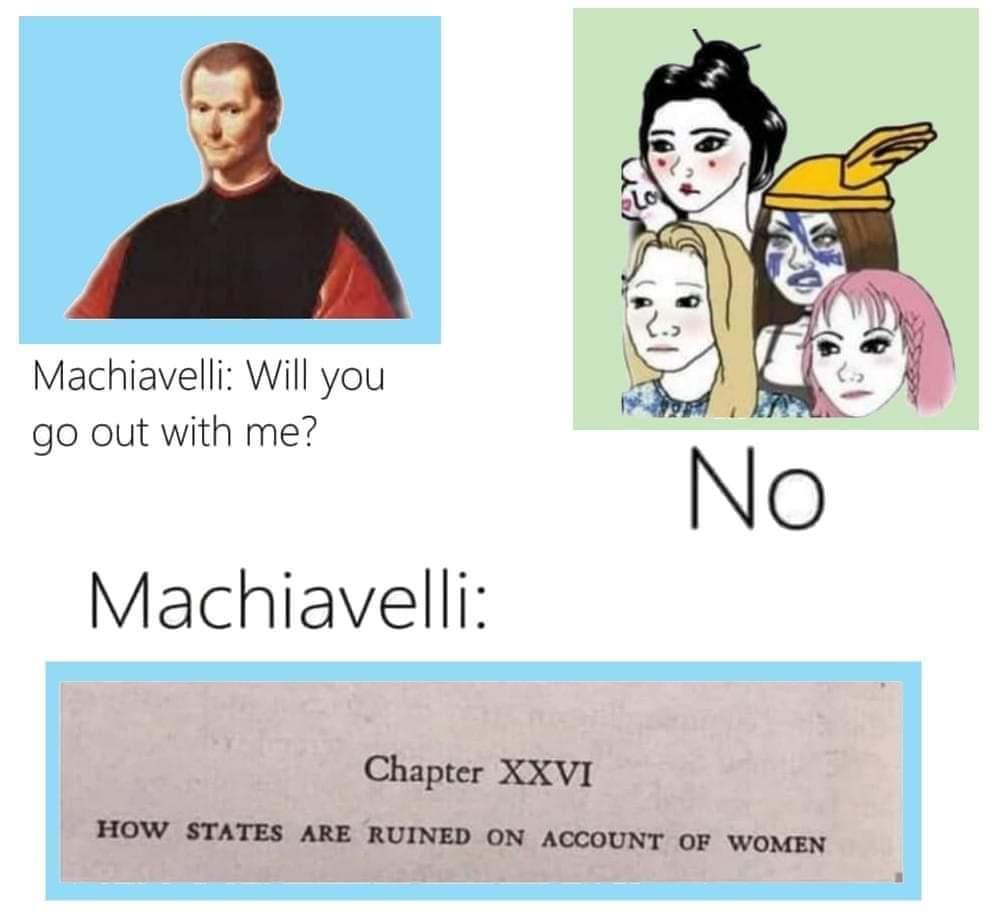 Machiavelli: Will you
go out with me?
No
Machiavelli:
Chapter XXVI
HOW STATES ARE RUINED ON ACCOUNT OF WOMEN